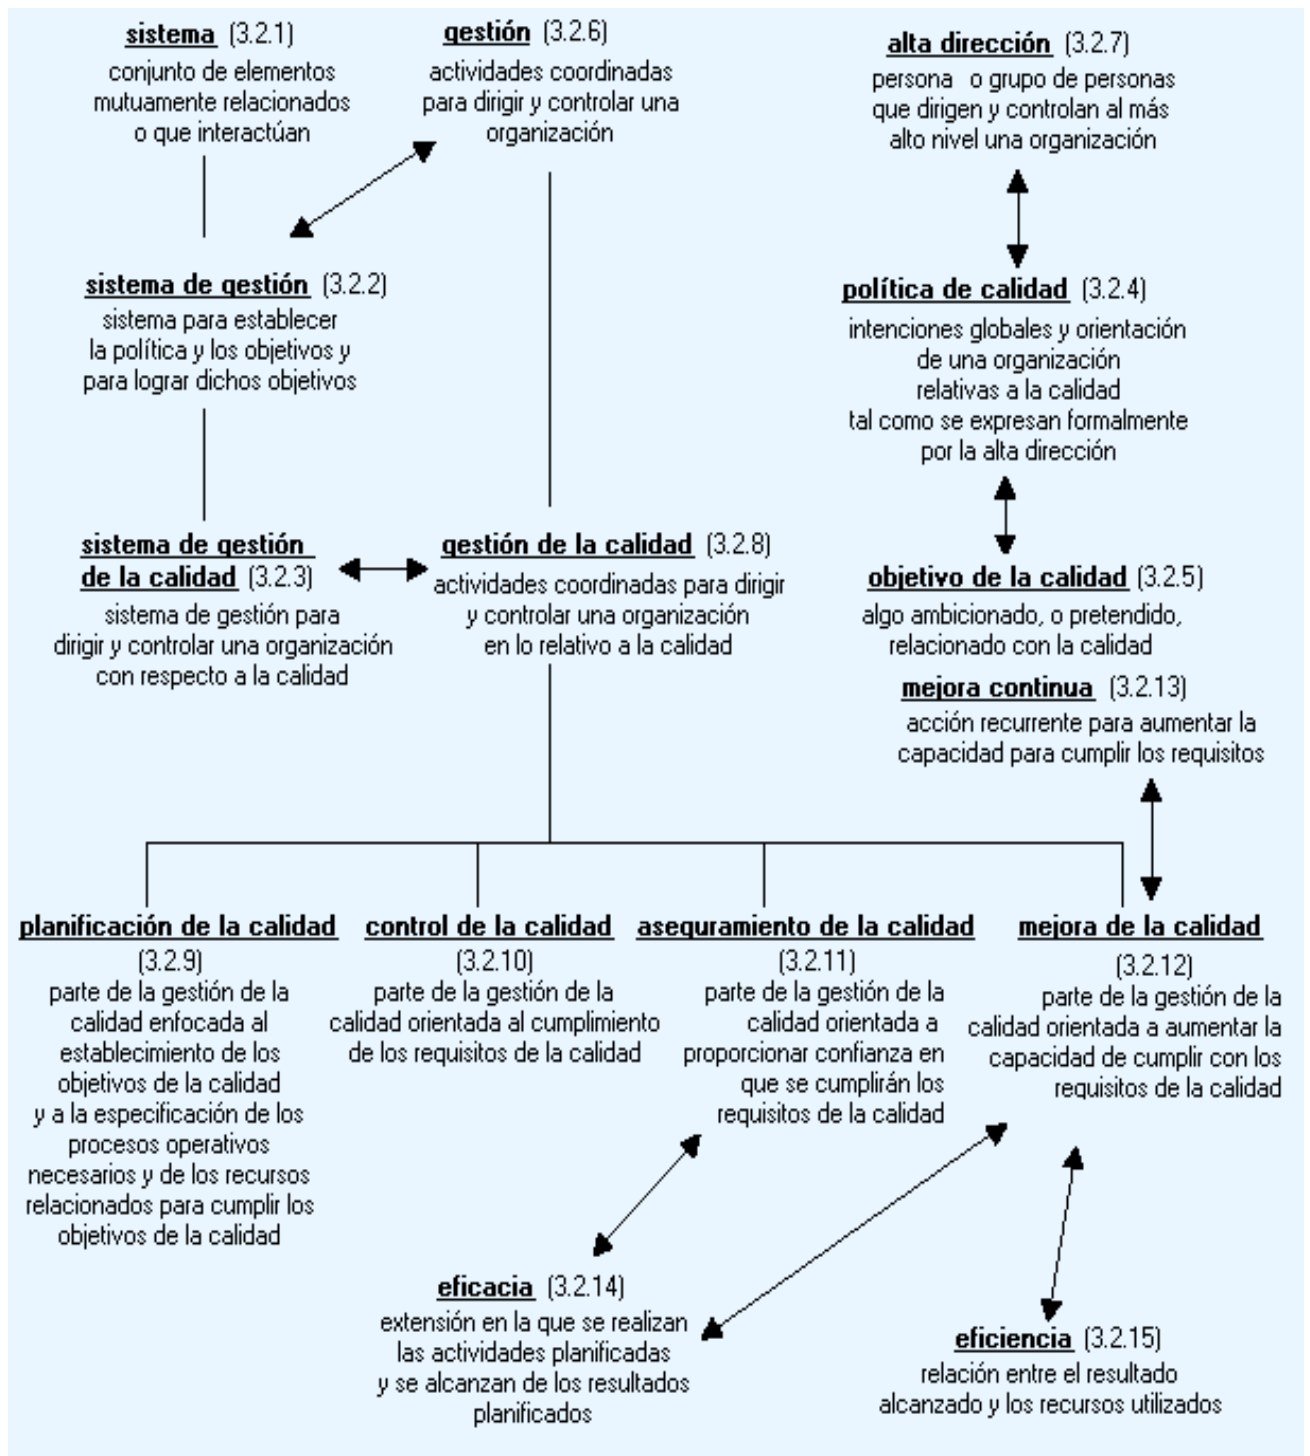 sistema (3.2.1)
conjunto de elementos
mutuamente relacionados
o que interactúan
gestión (3.2.6)
actividades coordinadas
para dirigir y controlar una
organización
alta dirección (3.2.7)
persona o grupo de personas
que dirigen y controlan al más
alto nivel una organización
sistema de gestión (3.2.2)
sistema para establecer
la política y los objetivos y
para lograr dichos objetivos
política de calidad (3.2.4)
intenciones globales y orientación
de una organización
relativas a la calidad
tal como se expresan formalmente
por la alta dirección
sistema de gestión
de la calidad (3.2.3)
sistema de gestión para
dirigir y controlar una organización
con respecto a la calidad
gestión de la calidad (3.2.8)
actividades coordinadas para dirigir
y controlar una organización
en lo relativo a la calidad
objetivo de la calidad (3.2.5)
algo ambicionado, o pretendido,
relacionado con la calidad
mejora continua (3.2.13)
acción recurrente para aumentar la
capacidad para cumplir los requisitos
planificación de la calidad
(3.2.9)
parte de la gestión de la
calidad enfocada al
establecimiento de los
objetivos de la calidad
y a la especificación de los
procesos operativos
necesarios y de los recursos
relacionados para cumplir los
objetivos de la calidad
control de la calidad
(3.2.10)
parte de la gestión de la
calidad orientada al cumplimiento
de los requisitos de la calidad
aseguramiento de la calidad
(3.2.11)
parte de la gestión de la
calidad orientada a
proporcionar confianza en
que se cumplirán los
requisitos de la calidad
mejora de la calidad
(3.2.12)
parte de la gestión de la
calidad orientada a aumentar la
capacidad de cumplir con los
requisitos de la calidad
eficacia (3.2.14)
extensión en la que se realizan
las actividades planificadas
y se alcanzan de los resultados
planificados
eficiencia (3.2.15)
relación entre el resultado
alcanzado y los recursos utilizados